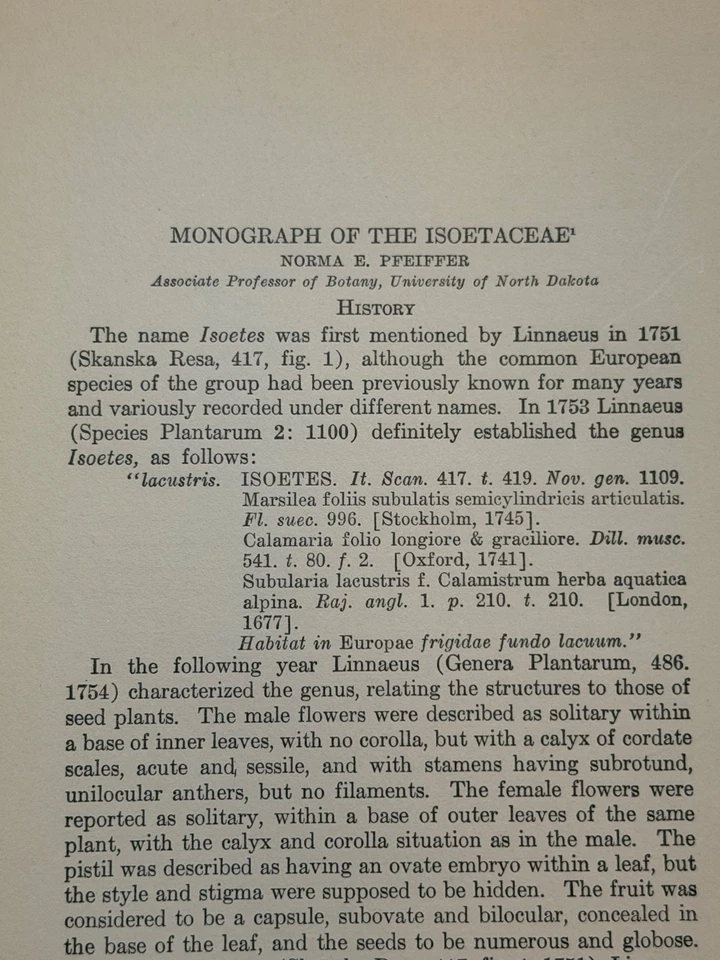 MONOGRAPH OF THE ISOETACEAE¹
NORMA E. PFEIFFER
Associate Professor of Botany, University of North Dakota
HISTORY
The name Isoetes was first mentioned by Linnaeus in 1751
(Skanska Resa, 417, fig. 1), although the common European
species of the group had been previously known for many years
and variously recorded under different names. In 1753 Linnaeus
(Species Plantarum 2: 1100) definitely established the genus
Isoetes, as follows:
"lacustris. ISOETES. It. Scan. 417. t. 419. Nov. gen. 1109.
Marsilea foliis subulatis semicylindricis articulatis.
Fl. suec. 996. [Stockholm, 1745].
Calamaria folio longiore & graciliore. Dill. musc.
541. t. 80. f. 2. [Oxford, 1741].
Subularia lacustris f. Calamistrum herba aquatica
alpina. Raj. angl. 1. p. 210. t. 210. [London,
1677].
Habitat in Europae frigidae fundo lacuum."
In the following year Linnaeus (Genera Plantarum, 486.
1754) characterized the genus, relating the structures to those of
seed plants. The male flowers were described as solitary within
a base of inner leaves, with no corolla, but with a calyx of cordate
scales, acute and, sessile, and with stamens having subrotund,
unilocular anthers, but no filaments. The female flowers were
reported as solitary, within a base of outer leaves of the same
plant, with the calyx and corolla situation as in the male. The
pistil was described as having an ovate embryo within a leaf, but
the style and stigma were supposed to be hidden. The fruit was
considered to be a capsule, subovate and bilocular, concealed in
the base of the leaf, and the seeds to be numerous and globose.